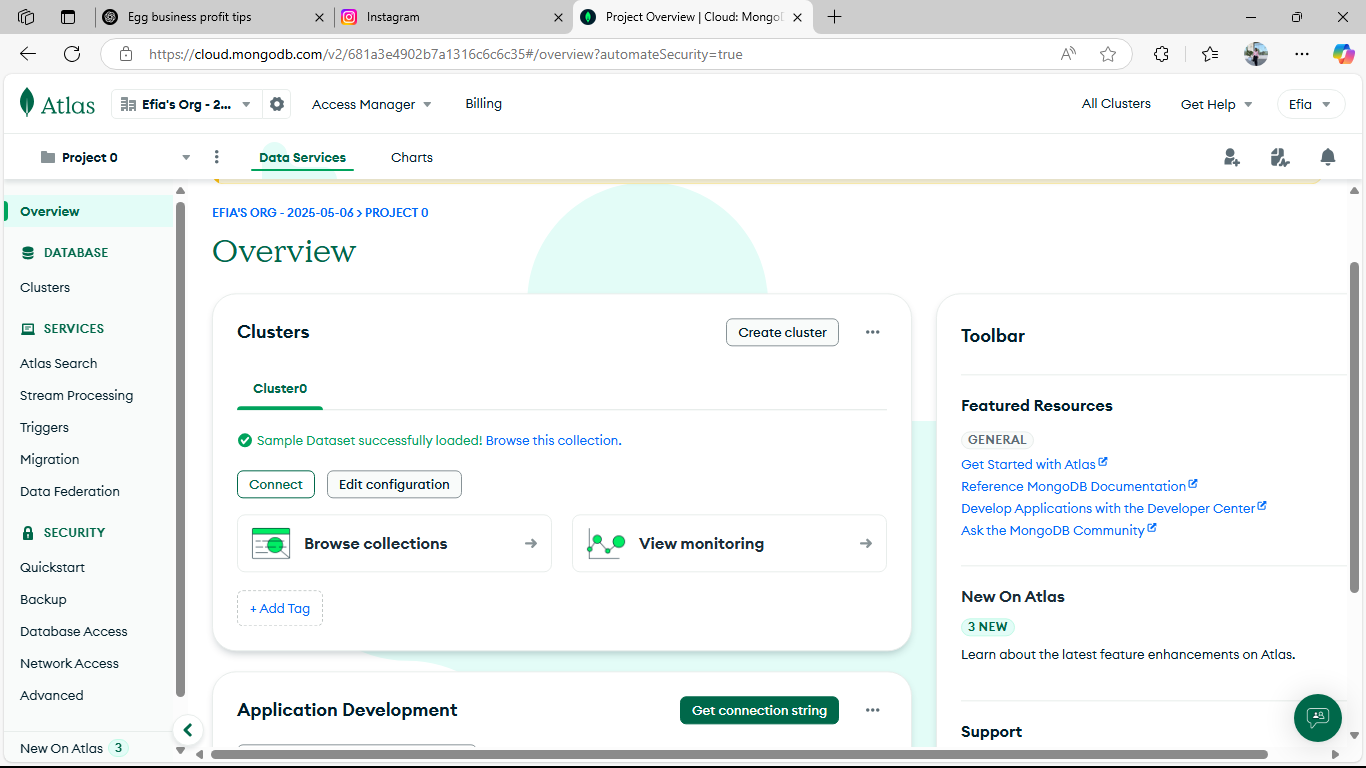 Egg business profit tips
Instagram
Project Overview | Cloud: MongoD
https://cloud.mongodb.com/v2/681a3e4902b7a1316c6c6c35#/overview?automateSecurity=true
Atlas
Efia's Org - 2...
Access Manager
Billing
All Clusters
Get Help
Efia
Project 0
Data Services
Charts
Overview
DATABASE
Clusters
SERVICES
Atlas Search
Stream Processing
Triggers
Migration
Data Federation
SECURITY
Quickstart
Backup
Database Access
Network Access
Advanced
New On Atlas 3
EFIA'S ORG - 2025-05-06 > PROJECT 0
Overview
Clusters
Create cluster
Cluster0
Sample Dataset successfully loaded! Browse this collection.
Connect
Edit configuration
Browse collections
View monitoring
+ Add Tag
Application Development
Get connection string
Toolbar
Featured Resources
GENERAL
Get Started with Atlas
Reference MongoDB Documentation
Develop Applications with the Developer Center
Ask the MongoDB Community
New On Atlas
3 NEW
Learn about the latest feature enhancements on Atlas.
Support